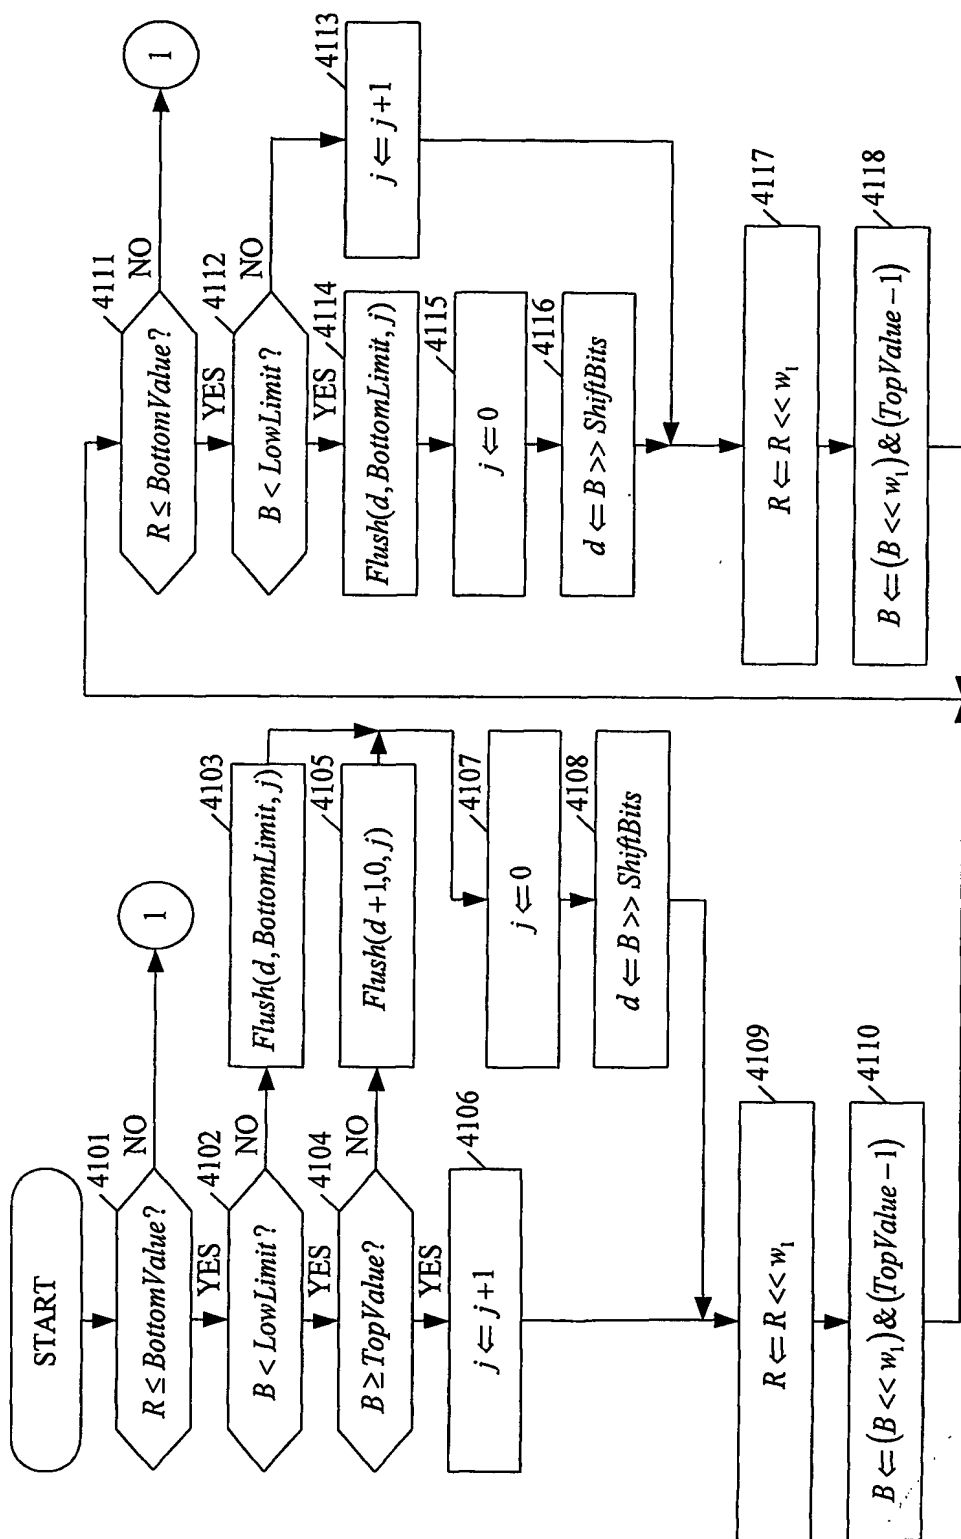 START
4101
R ≤ BottomValue?
NO
1
YES
4102
B < LowLimit?
NO
4103
Flush(d, BottomLimit, j)
YES
4104
B ≥ TopValue?
NO
4105
Flush(d+1,0, j)
YES
4106
j ⇐ j+1
4107
j ⇐ 0
4108
d ⇐ B >> ShiftBits
4109
R ⇐ R << w₁
4110
B ⇐ (B << w₁) & (TopValue − 1)
4111
R ≤ BottomValue?
NO
1
YES
4112
B < LowLimit?
NO
4113
j ⇐ j+1
YES
4114
Flush(d, BottomLimit, j)
4115
j ⇐ 0
4116
d ⇐ B >> ShiftBits
4117
R ⇐ R << w₁
4118
B ⇐ (B << w₁) & (TopValue − 1)